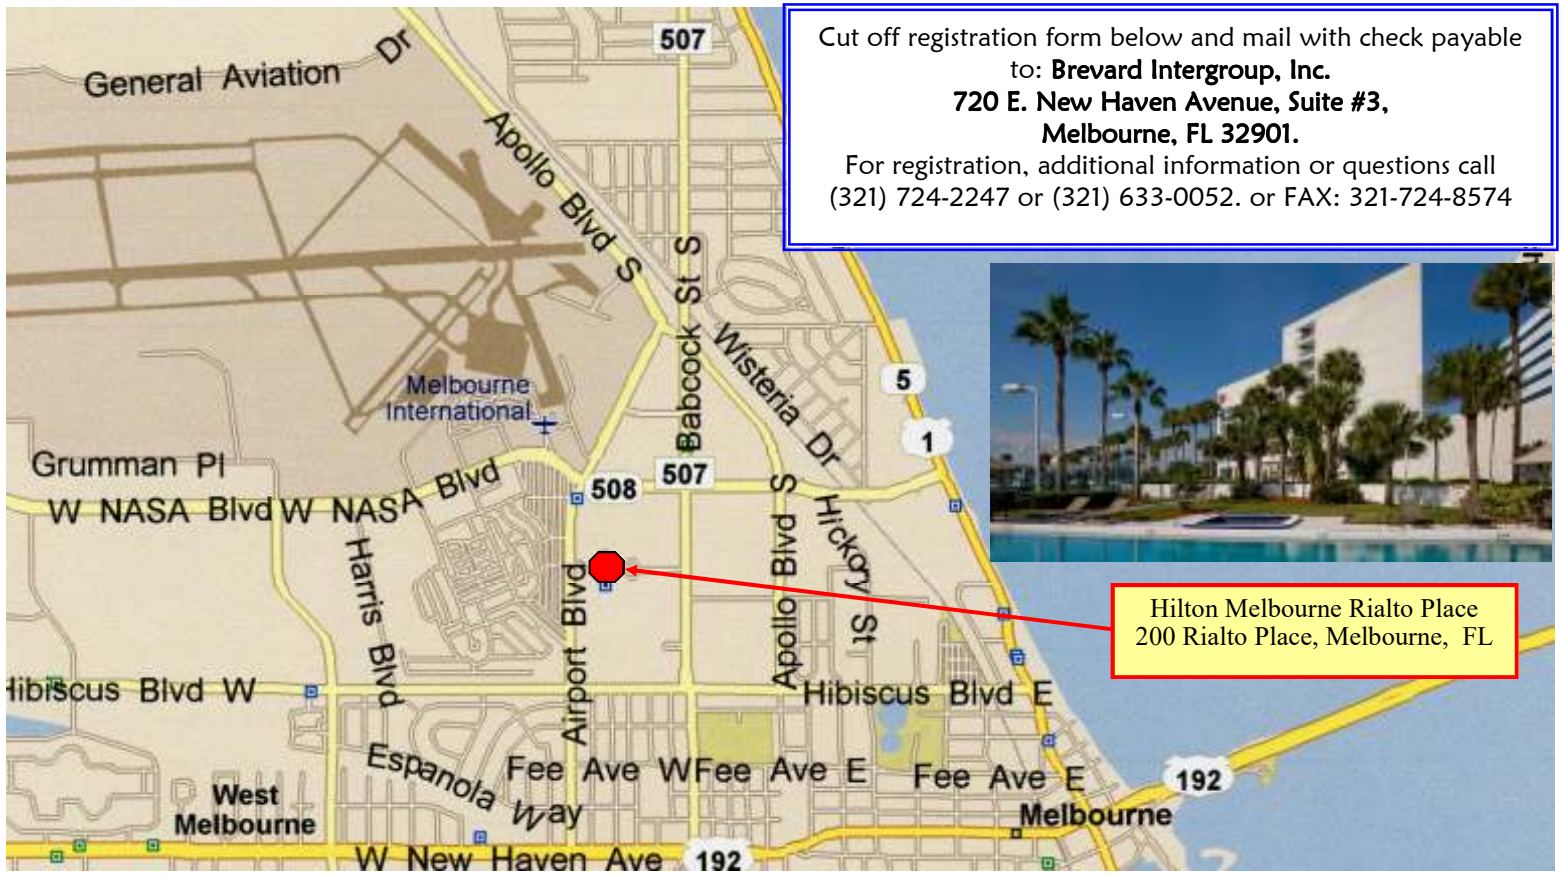 Cut off registration form below and mail with check payable
to: Brevard Intergroup, Inc.
720 E. New Haven Avenue, Suite #3,
Melbourne, FL 32901.
For registration, additional information or questions call
(321) 724-2247 or (321) 633-0052. or FAX: 321-724-8574
General Aviation Dr
507
Apollo Blvd S
Babcock St S
Wisteria Dr
5
1
Melbourne
International
Grumman Pl
W NASA Blvd
W NASA Blvd
508
507
Harris Blvd
Airport Blvd
Apollo Blvd S
Hickory St
Hilton Melbourne Rialto Place
200 Rialto Place, Melbourne, FL
Hibiscus Blvd W
Hibiscus Blvd E
Espanola Way
Fee Ave W
Fee Ave E
Fee Ave E
192
West
Melbourne
Melbourne
W New Haven Ave
192